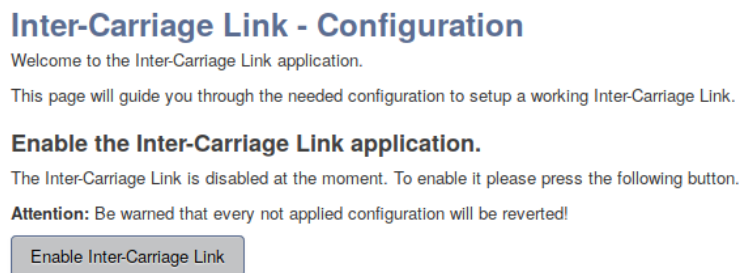 Inter-Carriage Link - Configuration
Welcome to the Inter-Carriage Link application.
This page will guide you through the needed configuration to setup a working Inter-Carriage Link.
Enable the Inter-Carriage Link application.
The Inter-Carriage Link is disabled at the moment. To enable it please press the following button.
Attention: Be warned that every not applied configuration will be reverted!
Enable Inter-Carriage Link